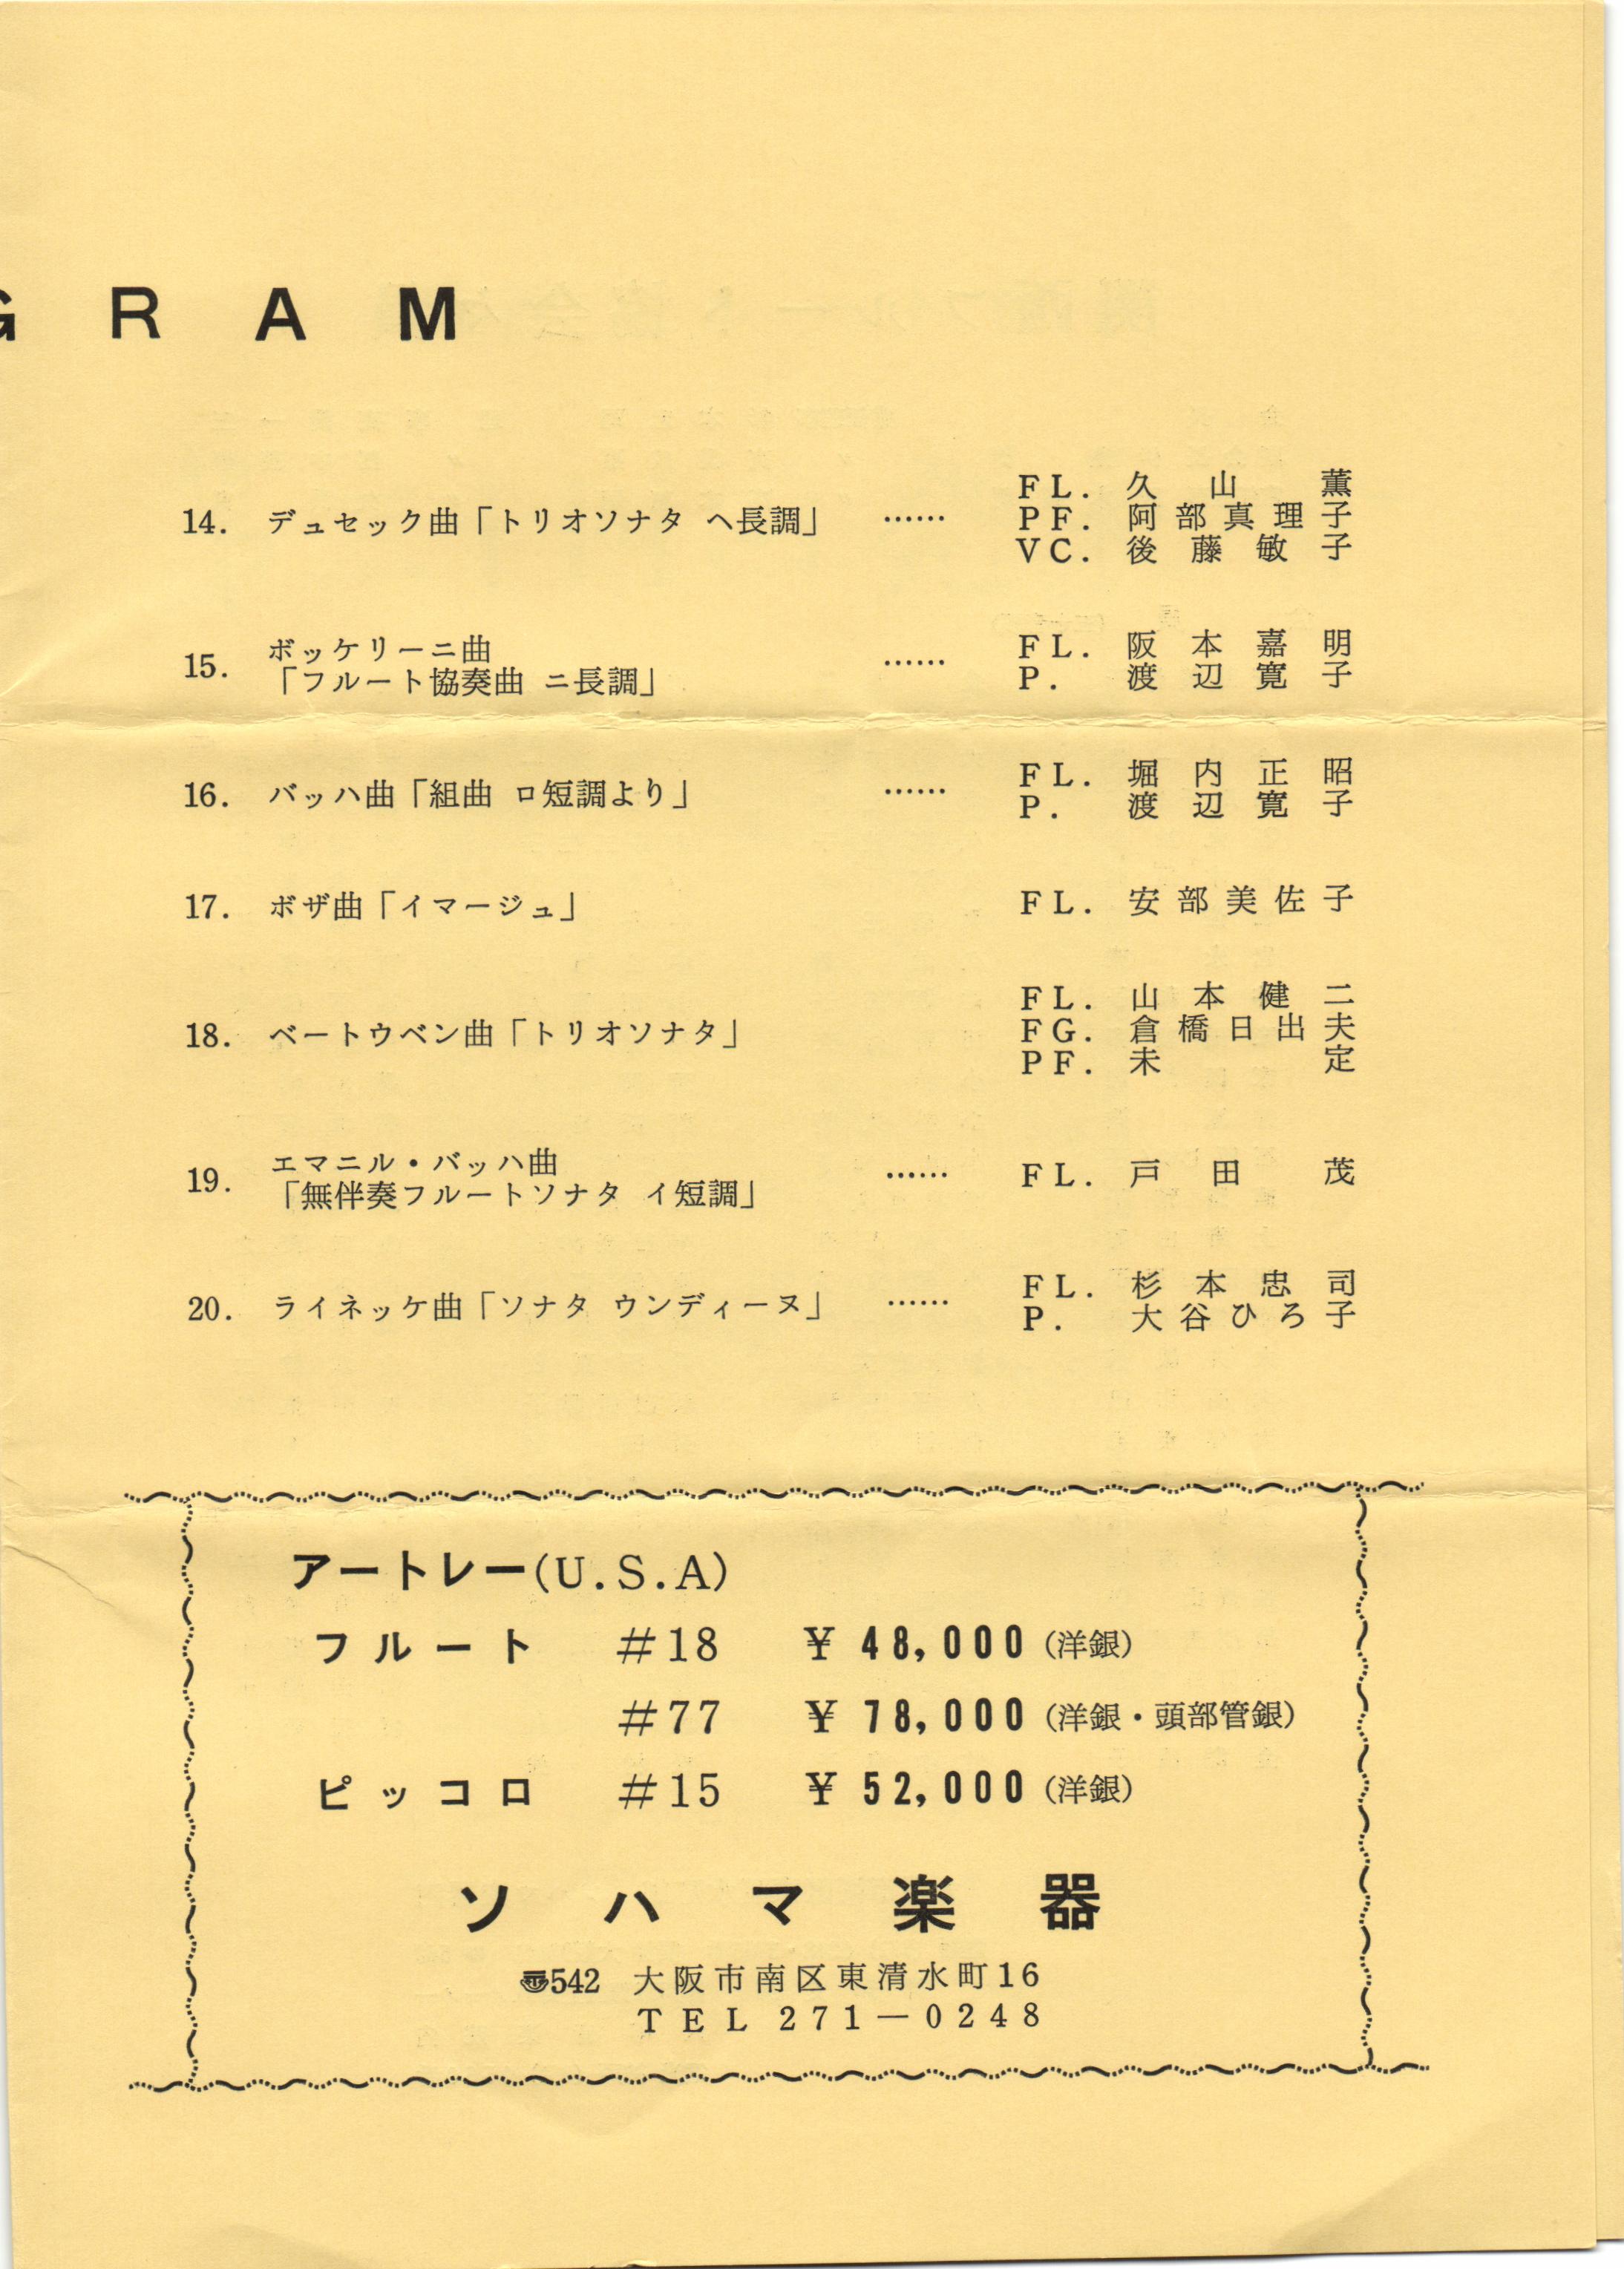 GRAM
14. デュセック曲「トリオソナタ ヘ長調」 …… FL. 久山 薫
PF. 阿部真理子
VC. 後藤敏子
15. ボッケリーニ曲
「フルート協奏曲 ニ長調」 …… FL. 阪本嘉明
P. 渡辺寛子
16. バッハ曲「組曲 ロ短調より」 …… FL. 堀内正昭
P. 渡辺寛子
17. ボザ曲「イマージュ」 FL. 安部美佐子
18. ベートウベン曲「トリオソナタ」 FL. 山本健二
FG. 倉橋日出夫
PF. 未定
19. エマニル・バッハ曲
「無伴奏フルートソナタ イ短調」 …… FL. 戸田 茂
20. ライネッケ曲「ソナタ ウンディーヌ」 …… FL. 杉本忠司
P. 大谷ひろ子
アートレー(U.S.A)
フルート #18 ¥48,000 (洋銀)
#77 ¥78,000 (洋銀・頭部管銀)
ピッコロ #15 ¥52,000 (洋銀)
ソハマ楽器
〠542 大阪市南区東清水町16
TEL 271-0248